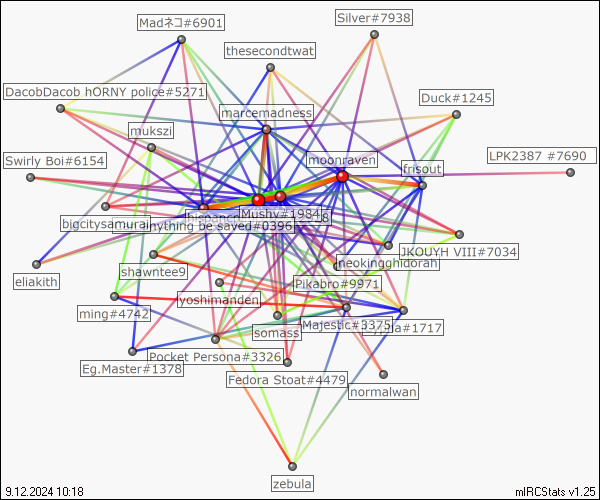 Madネコ#6901
Silver#7938
thesecondtwat
DacobDacob hORNY police#5271
Duck#1245
marcemadness
mukszi
moonraven
LPK2387 #7690
Swirly Boi#6154
frisout
Mushy#1984
bigcitysamurai
anything be saved#0396
JKOUYH VIII#7034
neokingghidorah
shawntee9
eliakith
Pikabro#9971
yoshimanden
ming#4742
somass
Majestic#3375
#1717
Pocket Persona#3326
Eg.Master#1378
Fedora Stoat#4479
normalwan
zebula
9.12.2024 10:18
mIRCStats v1.25